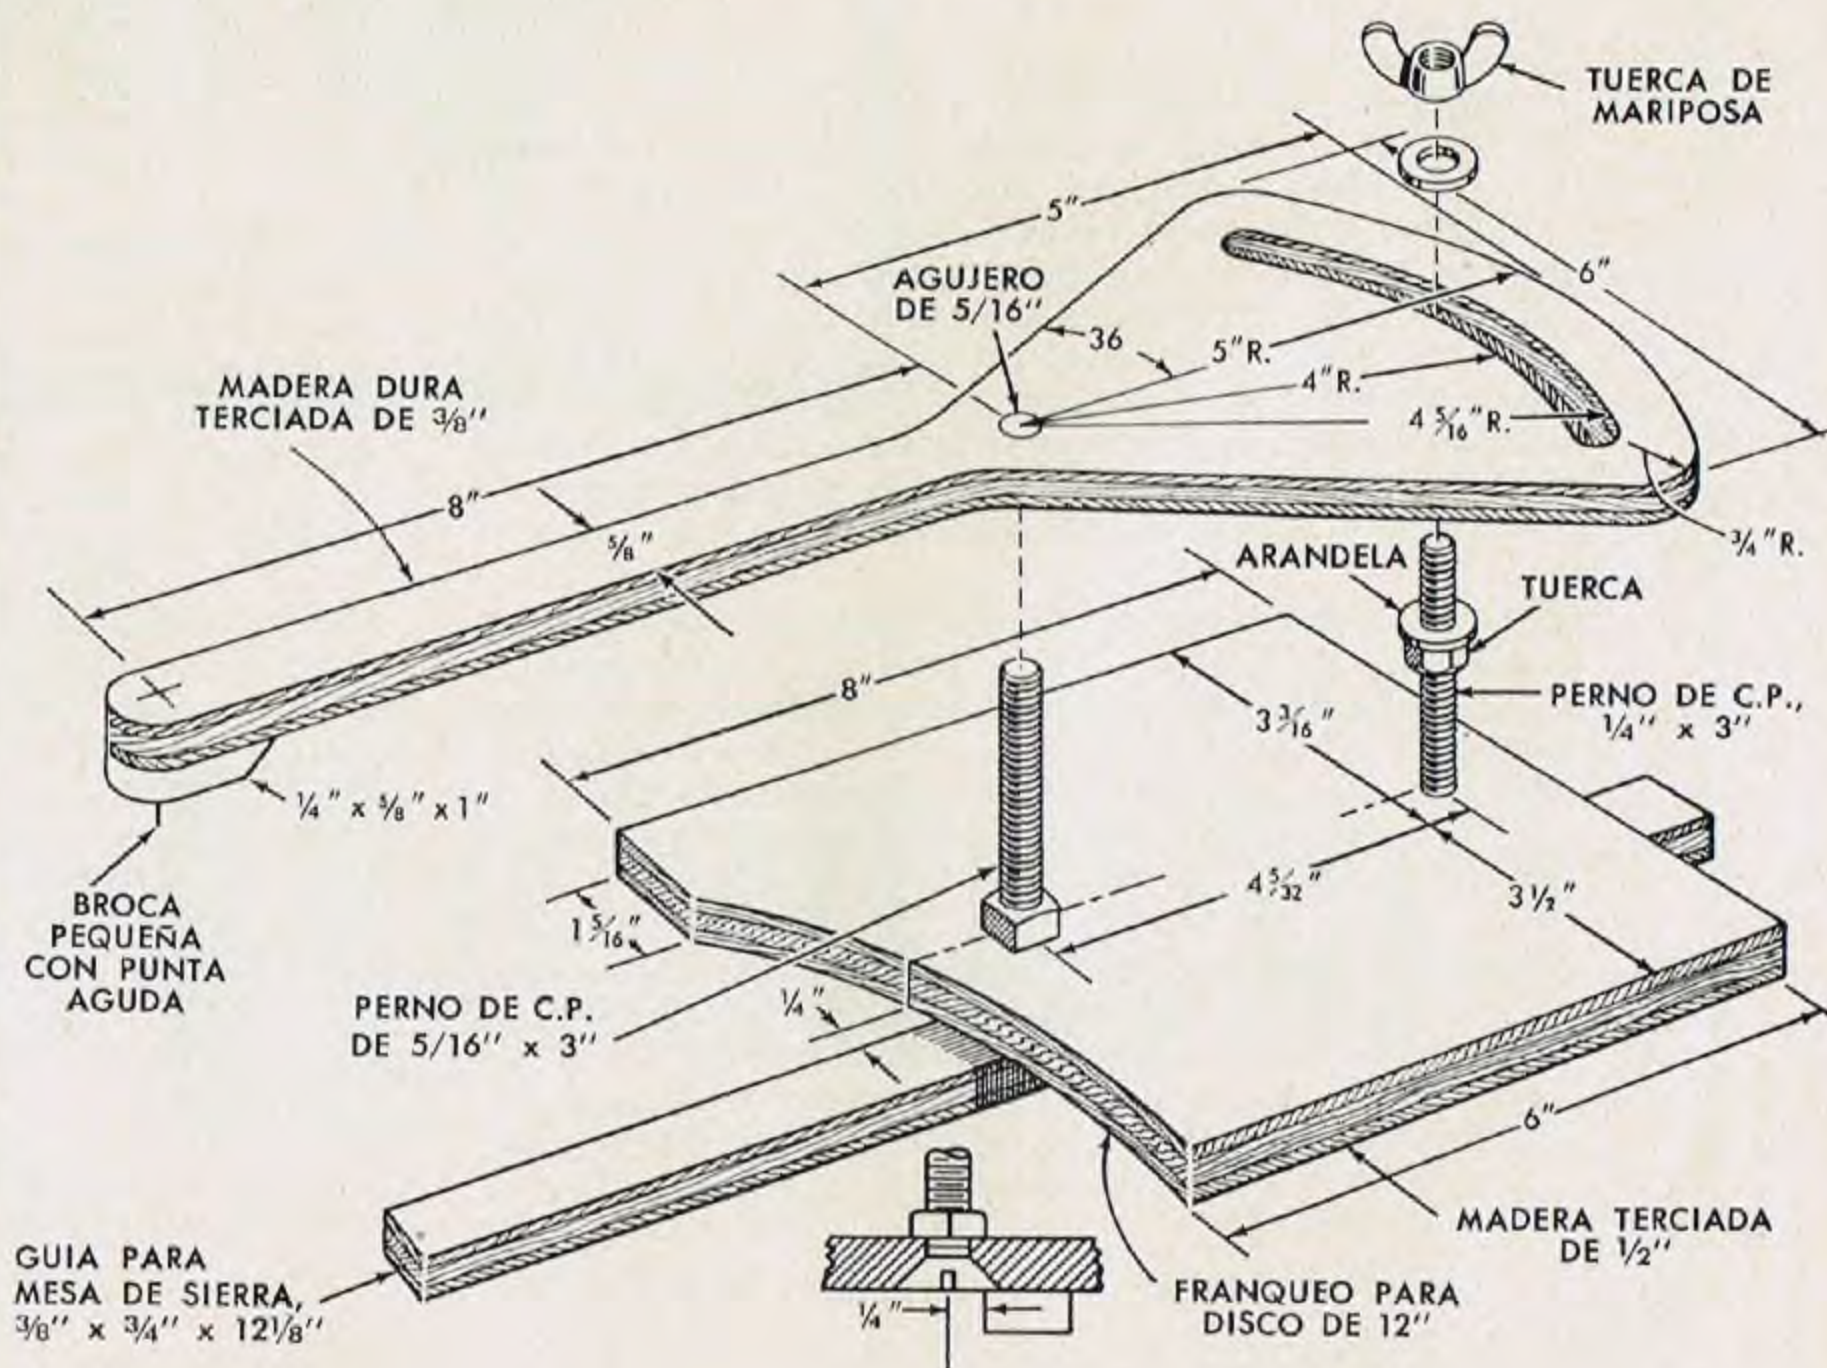 TUERCA DE
MARIPOSA
5"
6"
AGUJERO
DE 5/16"
36
5"R.
4"R.
4 5/16"R.
MADERA DURA
TERCIADA DE 3/8"
8"
5/8"
3/4"R.
ARANDELA
TUERCA
8"
3 3/16"
PERNO DE C.P.,
1/4" x 3"
1/4" x 5/8" x 1"
4 5/32"
3 1/2"
BROCA
PEQUEÑA
CON PUNTA
AGUDA
1 5/16"
PERNO DE C.P.
DE 5/16" x 3"
1/4"
6"
MADERA TERCIADA
DE 1/2"
GUIA PARA
MESA DE SIERRA,
3/8" x 3/4" x 12 1/8"
1/4"
FRANQUEO PARA
DISCO DE 12"